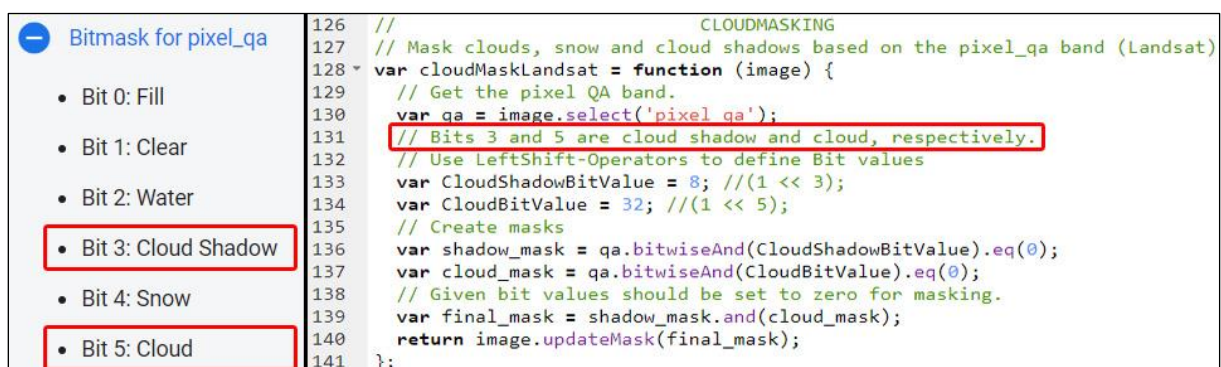 Bitmask for pixel_qa
• Bit 0: Fill
• Bit 1: Clear
• Bit 2: Water
• Bit 3: Cloud Shadow
• Bit 4: Snow
• Bit 5: Cloud
126 // CLOUDMASKING
127 // Mask clouds, snow and cloud shadows based on the pixel_qa band (Landsat)
128 var cloudMaskLandsat = function (image) {
129 // Get the pixel QA band.
130 var qa = image.select('pixel_qa');
131 // Bits 3 and 5 are cloud shadow and cloud, respectively.
132 // Use LeftShift-Operators to define Bit values
133 var CloudShadowBitValue = 8; //(1 << 3);
134 var CloudBitValue = 32; //(1 << 5);
135 // Create masks
136 var shadow_mask = qa.bitwiseAnd(CloudShadowBitValue).eq(0);
137 var cloud_mask = qa.bitwiseAnd(CloudBitValue).eq(0);
138 // Given bit values should be set to zero for masking.
139 var final_mask = shadow_mask.and(cloud_mask);
140 return image.updateMask(final_mask);
141 };